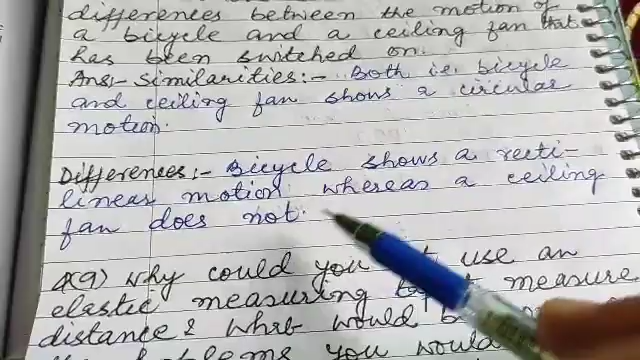 differences between the motion of
a bicycle and a ceiling fan that
has been switched on.
Ans:- Similarities:- Both i.e. bicycle
and ceiling fan shows a circular
motion.
Differences:- Bicycle shows a recti-
linear motion whereas a ceiling
fan does not.
Q(9) Why could you use an
elastic measuring measure
distance? What would
problems you would